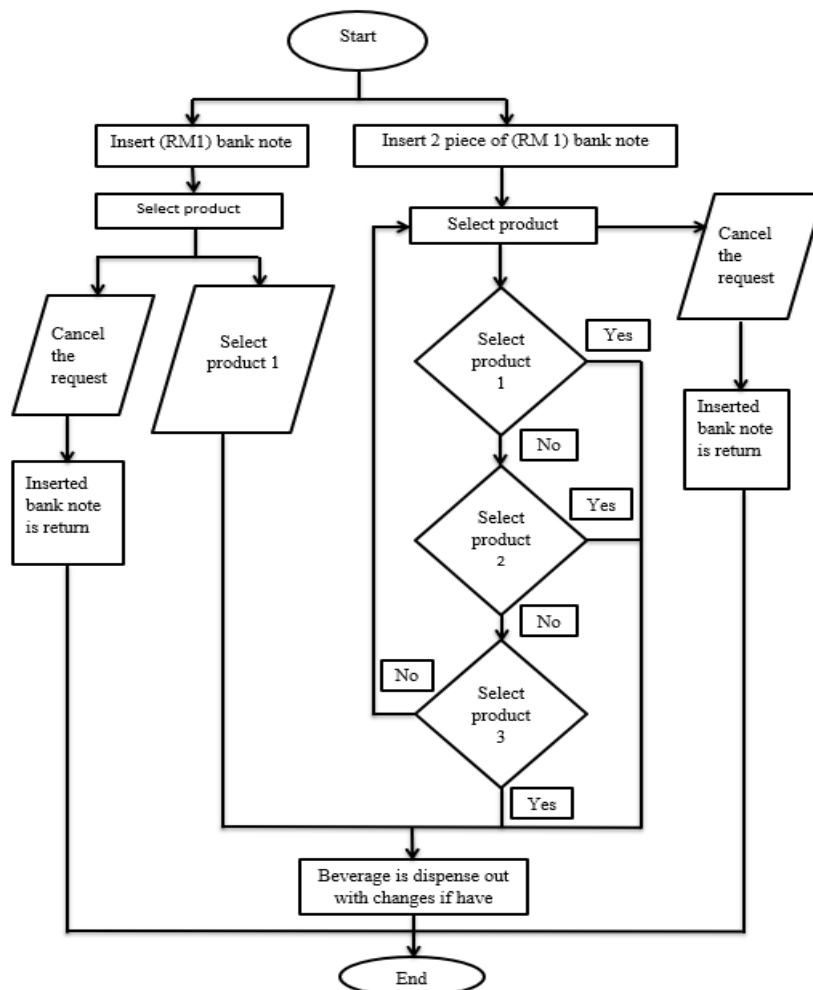 Start
Insert (RM1) bank note
Insert 2 piece of (RM 1) bank note
Select product
Select product
Cancel
the
request
Cancel
the
request
Select
product 1
Select
product
1
Yes
No
Inserted
bank note
is return
Inserted
bank note
is return
Select
product
2
Yes
No
No
Select
product
3
Yes
Beverage is dispense out
with changes if have
End